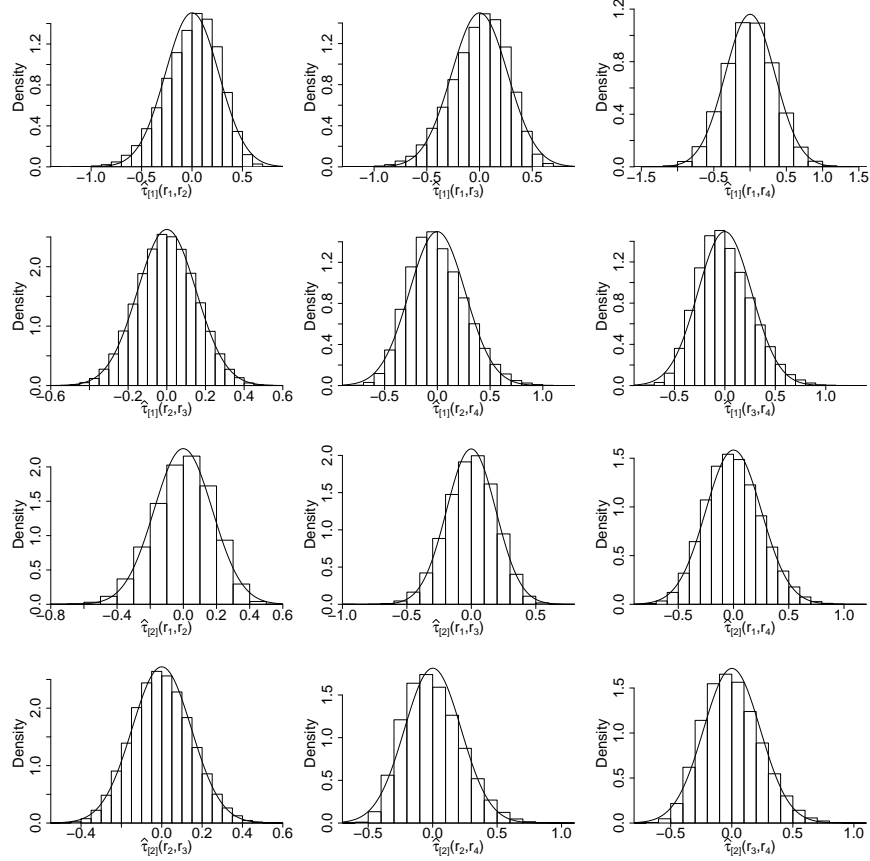 Density
0.0 0.4 0.8 1.2
−1.0 −0.5 0.0 0.5
τ̂[1](r1,r2)
Density
0.0 0.4 0.8 1.2
−1.0 −0.5 0.0 0.5
τ̂[1](r1,r3)
Density
0.0 0.4 0.8 1.2
−1.5 −0.5 0.0 0.5 1.0 1.5
τ̂[1](r1,r4)
Density
0.0 1.0 2.0
−0.6 −0.2 0.0 0.2 0.4 0.6
τ̂[1](r2,r3)
Density
0.0 0.4 0.8 1.2
−0.5 0.0 0.5 1.0
τ̂[1](r2,r4)
Density
0.0 0.4 0.8 1.2
−0.5 0.0 0.5 1.0
τ̂[1](r3,r4)
Density
0.0 0.5 1.0 1.5 2.0
−0.8 −0.4 0.0 0.2 0.4 0.6
τ̂[2](r1,r2)
Density
0.0 0.5 1.0 1.5 2.0
−1.0 −0.5 0.0 0.5
τ̂[2](r1,r3)
Density
0.0 0.5 1.0 1.5
−0.5 0.0 0.5 1.0
τ̂[2](r1,r4)
Density
0.0 1.0 2.0
−0.4 0.0 0.2 0.4 0.6
τ̂[2](r2,r3)
Density
0.0 0.5 1.0 1.5
−0.5 0.0 0.5 1.0
τ̂[2](r2,r4)
Density
0.0 0.5 1.0 1.5
−0.5 0.0 0.5 1.0
τ̂[2](r3,r4)